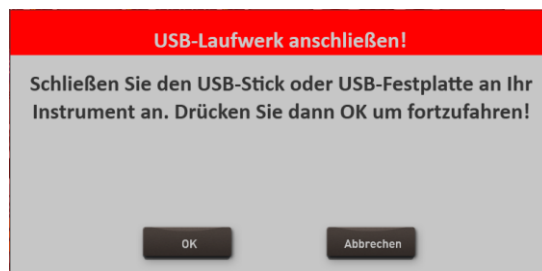 USB-Laufwerk anschließen!
Schließen Sie den USB-Stick oder USB-Festplatte an Ihr
Instrument an. Drücken Sie dann OK um fortzufahren!
OK
Abbrechen